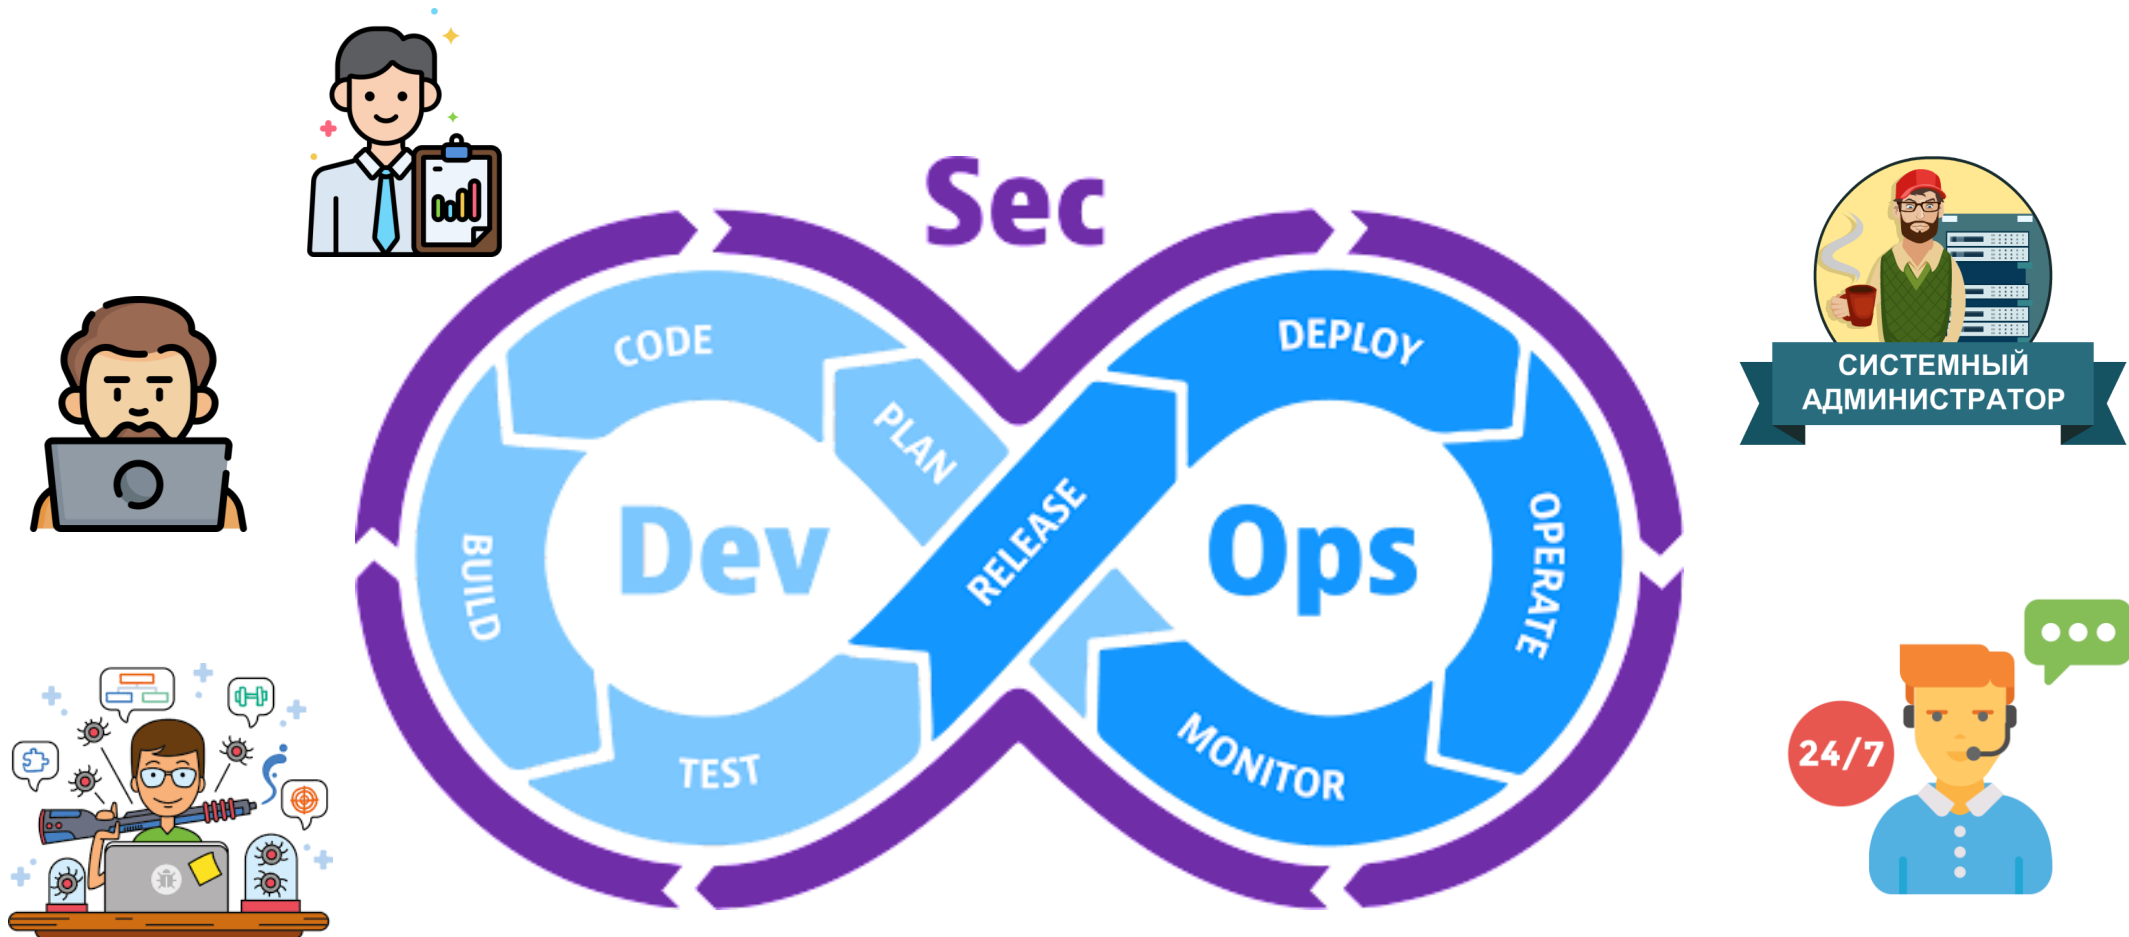 Sec
CODE
PLAN
BUILD
TEST
Dev
RELEASE
Ops
DEPLOY
OPERATE
MONITOR
СИСТЕМНЫЙ
АДМИНИСТРАТОР
24/7